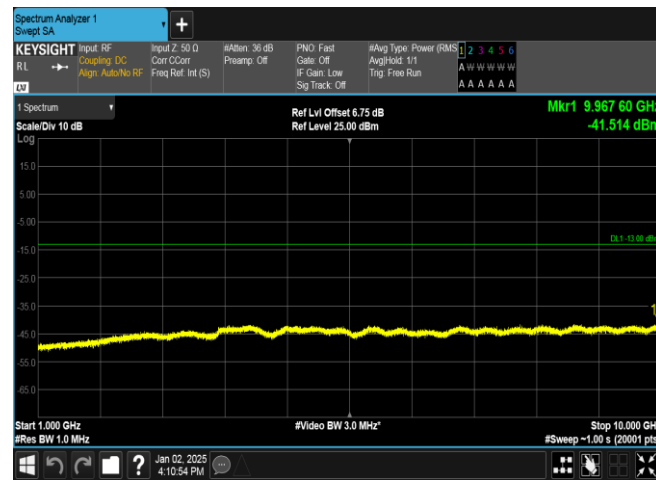 Spectrum Analyzer 1
Swept SA
+
KEYSIGHT
RL
LXI
Input: RF
Coupling: DC
Align: Auto/No RF
Input Z: 50 Ω
Corr CCorr
Freq Ref: Int (S)
#Atten: 36 dB
Preamp: Off
PNO: Fast
Gate: Off
IF Gain: Low
Sig Track: Off
#Avg Type: Power (RMS
Avg|Hold: 1/1
Trig: Free Run
1 2 3 4 5 6
A W W W W W
A A A A A A
1 Spectrum
Scale/Div 10 dB
Log
Ref Lvl Offset 6.75 dB
Ref Level 25.00 dBm
Mkr1 9.967 60 GHz
-41.514 dBm
15.0
5.00
-5.00
-15.0
-25.0
-35.0
-45.0
-55.0
-65.0
DL1 -13.00 dBm
1
Start 1.000 GHz
#Res BW 1.0 MHz
#Video BW 3.0 MHz*
Stop 10.000 GH
#Sweep ~1.00 s (20001 pts
?
Jan 02, 2025
4:10:54 PM